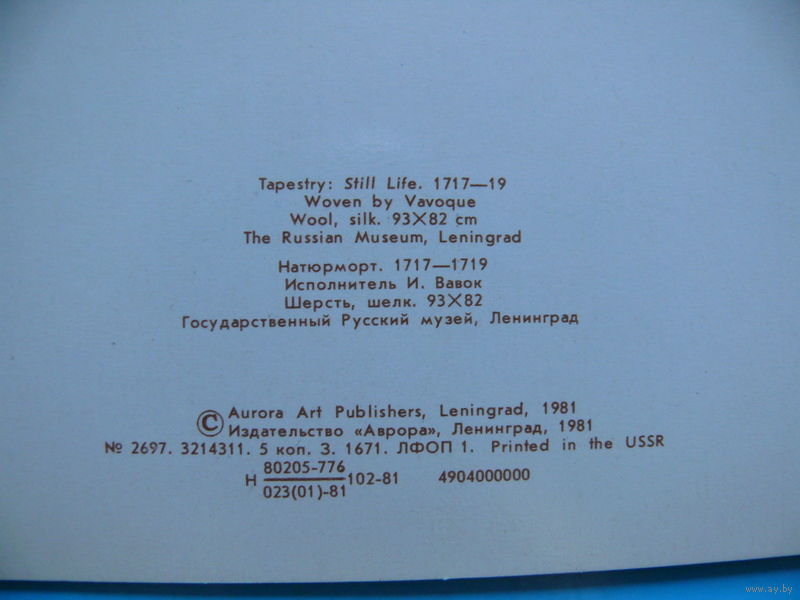 Tapestry: Still Life. 1717—19
Woven by Vavoque
Wool, silk. 93X82 cm
The Russian Museum, Leningrad
Натюрморт. 1717—1719
Исполнитель И. Вавок
Шерсть, шелк. 93X82
Государственный Русский музей, Ленинград
© Aurora Art Publishers, Leningrad, 1981
Издательство «Аврора», Ленинград, 1981
№ 2697. 3214311. 5 коп. З. 1671. ЛФОП 1. Printed in the USSR
80205-776
Н 102-81 4904000000
023(01)-81
www.ay.by